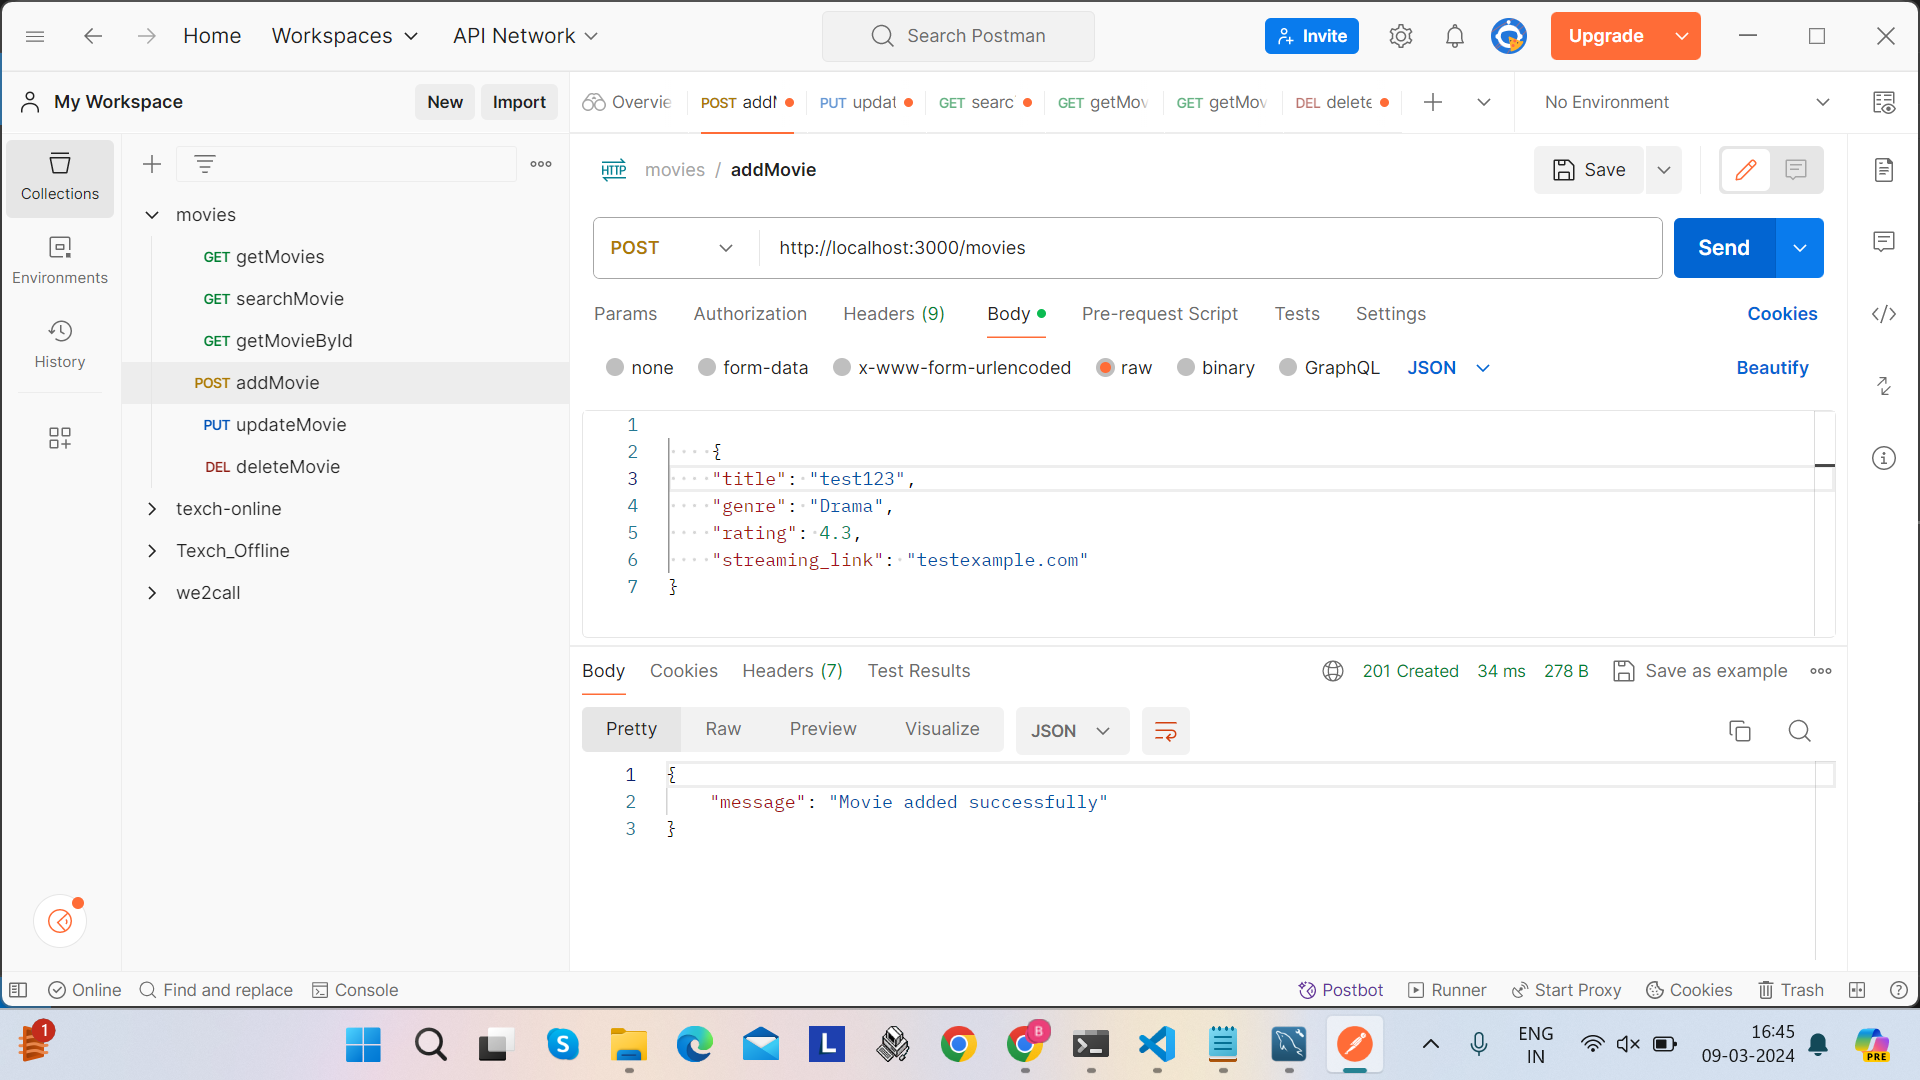 Home
Workspaces
API Network
Search Postman
Invite
Upgrade
My Workspace
New
Import
Overvie
POST addM
PUT updat
GET searc
GET getMov
GET getMov
DEL delete
No Environment
Collections
Environments
History
movies
GET getMovies
GET searchMovie
GET getMovieById
POST addMovie
PUT updateMovie
DEL deleteMovie
texch-online
Texch_Offline
we2call
HTTP
movies / addMovie
Save
POST
http://localhost:3000/movies
Send
Params
Authorization
Headers (9)
Body
Pre-request Script
Tests
Settings
Cookies
none
form-data
x-www-form-urlencoded
raw
binary
GraphQL
JSON
Beautify
1
2 {
3 "title": "test123",
4 "genre": "Drama",
5 "rating": 4.3,
6 "streaming_link": "testexample.com"
7 }
Body
Cookies
Headers (7)
Test Results
201 Created
34 ms
278 B
Save as example
Pretty
Raw
Preview
Visualize
JSON
1 {
2 "message": "Movie added successfully"
3 }
Online
Find and replace
Console
Postbot
Runner
Start Proxy
Cookies
Trash
1
S
L
B
ENG
IN
16:45
09-03-2024
PRE